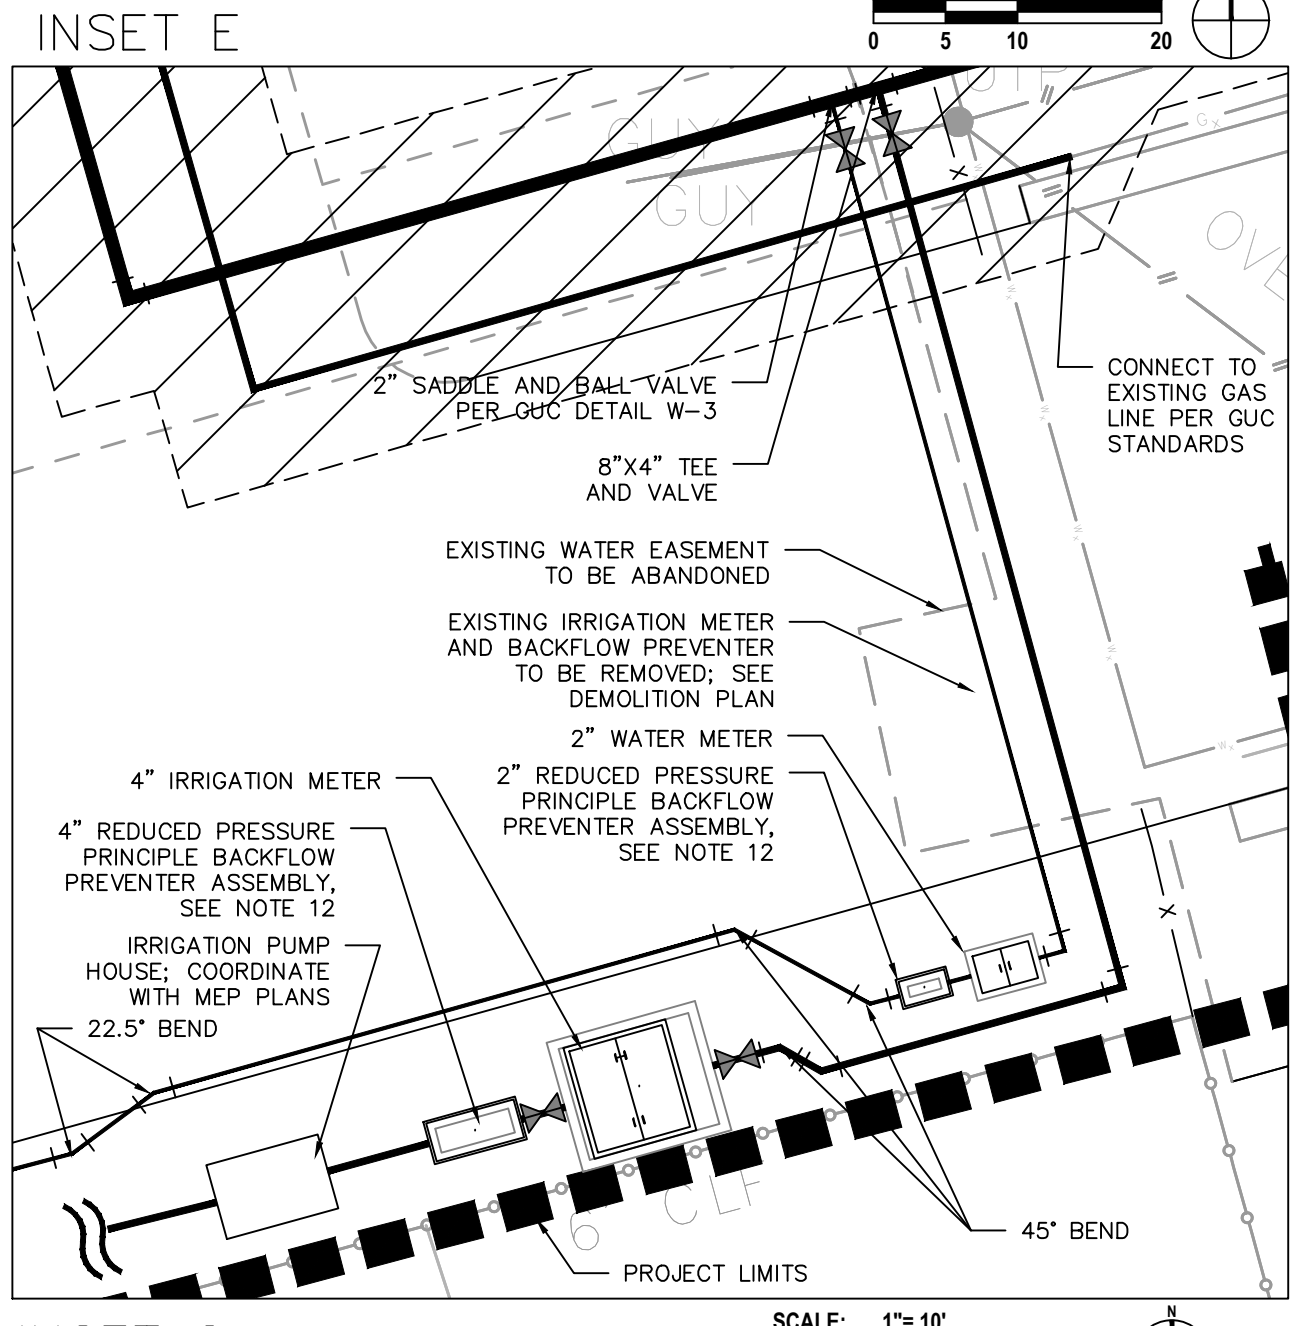 INSET E
0 5 10 20
GUY
GUY
G x
2” SADDLE AND BALL VALVE
PER GUC DETAIL W-3
CONNECT TO
EXISTING GAS
LINE PER GUC
STANDARDS
8”X4” TEE
AND VALVE
EXISTING WATER EASEMENT
TO BE ABANDONED
EXISTING IRRIGATION METER
AND BACKFLOW PREVENTER
TO BE REMOVED; SEE
DEMOLITION PLAN
2” WATER METER
2” REDUCED PRESSURE
PRINCIPLE BACKFLOW
PREVENTER ASSEMBLY,
SEE NOTE 12
4” IRRIGATION METER
4” REDUCED PRESSURE
PRINCIPLE BACKFLOW
PREVENTER ASSEMBLY,
SEE NOTE 12
IRRIGATION PUMP
HOUSE; COORDINATE
WITH MEP PLANS
22.5° BEND
X
X
45° BEND
PROJECT LIMITS
SCALE: 1"= 10'
N